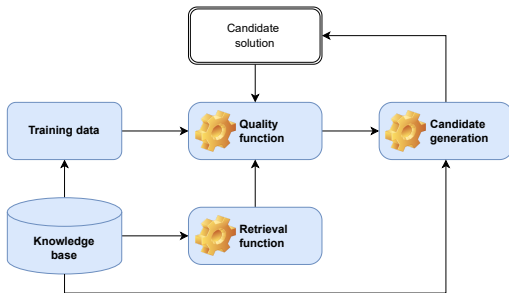 Candidate
solution
Training data
Quality
function
Candidate
generation
Knowledge
base
Retrieval
function